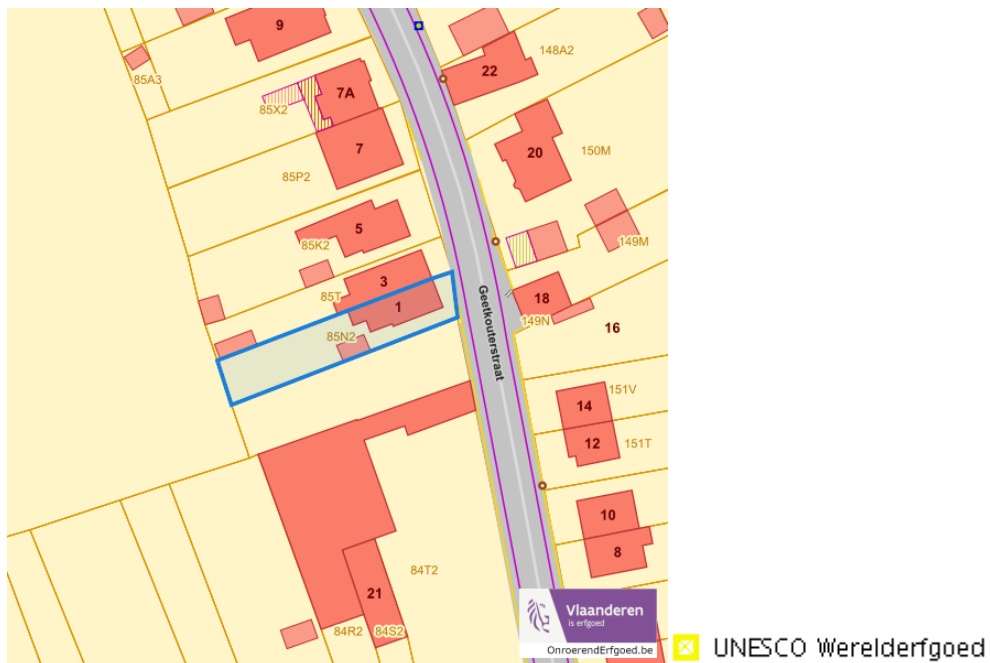 9
22
148A2
85A3
7A
85X2
7
20
150M
85P2
5
85K2
149M
3
85T
1
18
Geetkouterstraat
149N
16
85N2
14
151V
12
151T
10
8
84T2
21
84R2
84S2
Vlaanderen
is erfgoed
OnroerendErfgoed.be
UNESCO Werelderfgoed